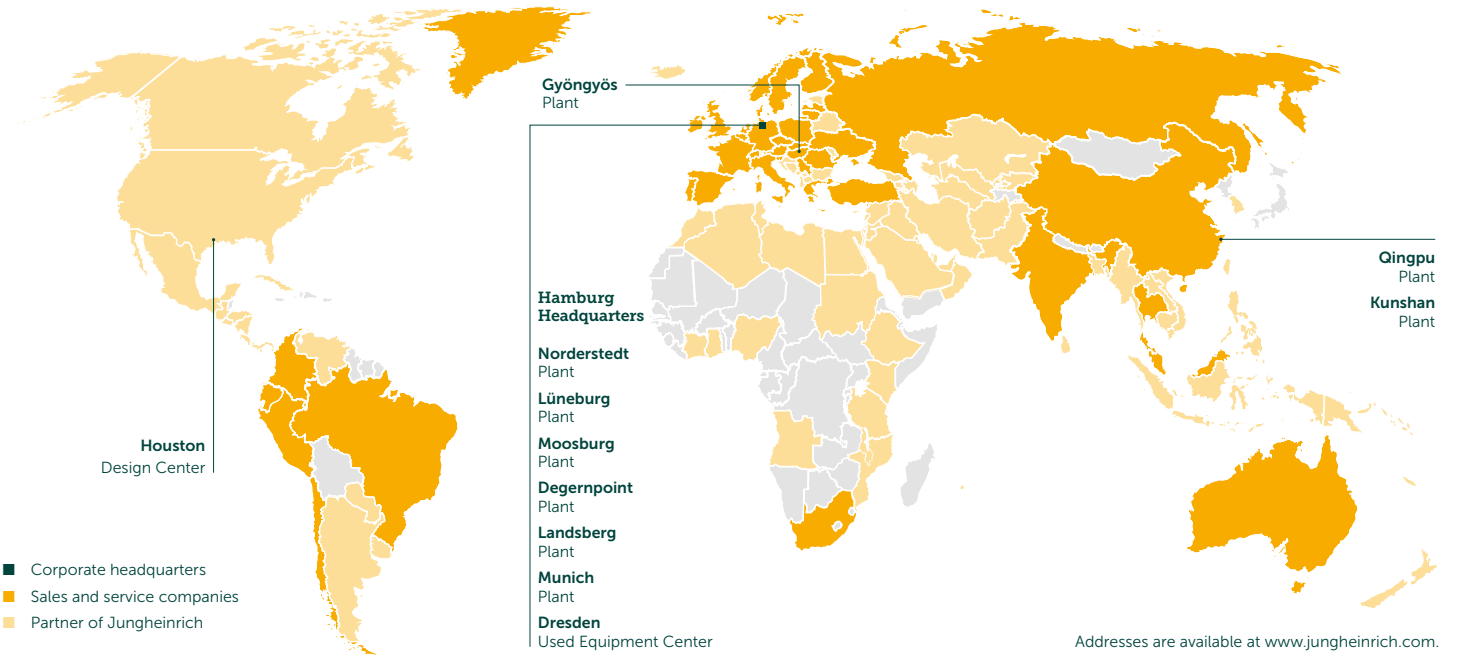 Gyöngyös
Plant
Hamburg
Headquarters
Norderstedt
Plant
Lüneburg
Plant
Moosburg
Plant
Degernpoint
Plant
Landsberg
Plant
Munich
Plant
Dresden
Used Equipment Center
Qingpu
Plant
Kunshan
Plant
Houston
Design Center
Corporate headquarters
Sales and service companies
Partner of Jungheinrich
Addresses are available at www.jungheinrich.com.